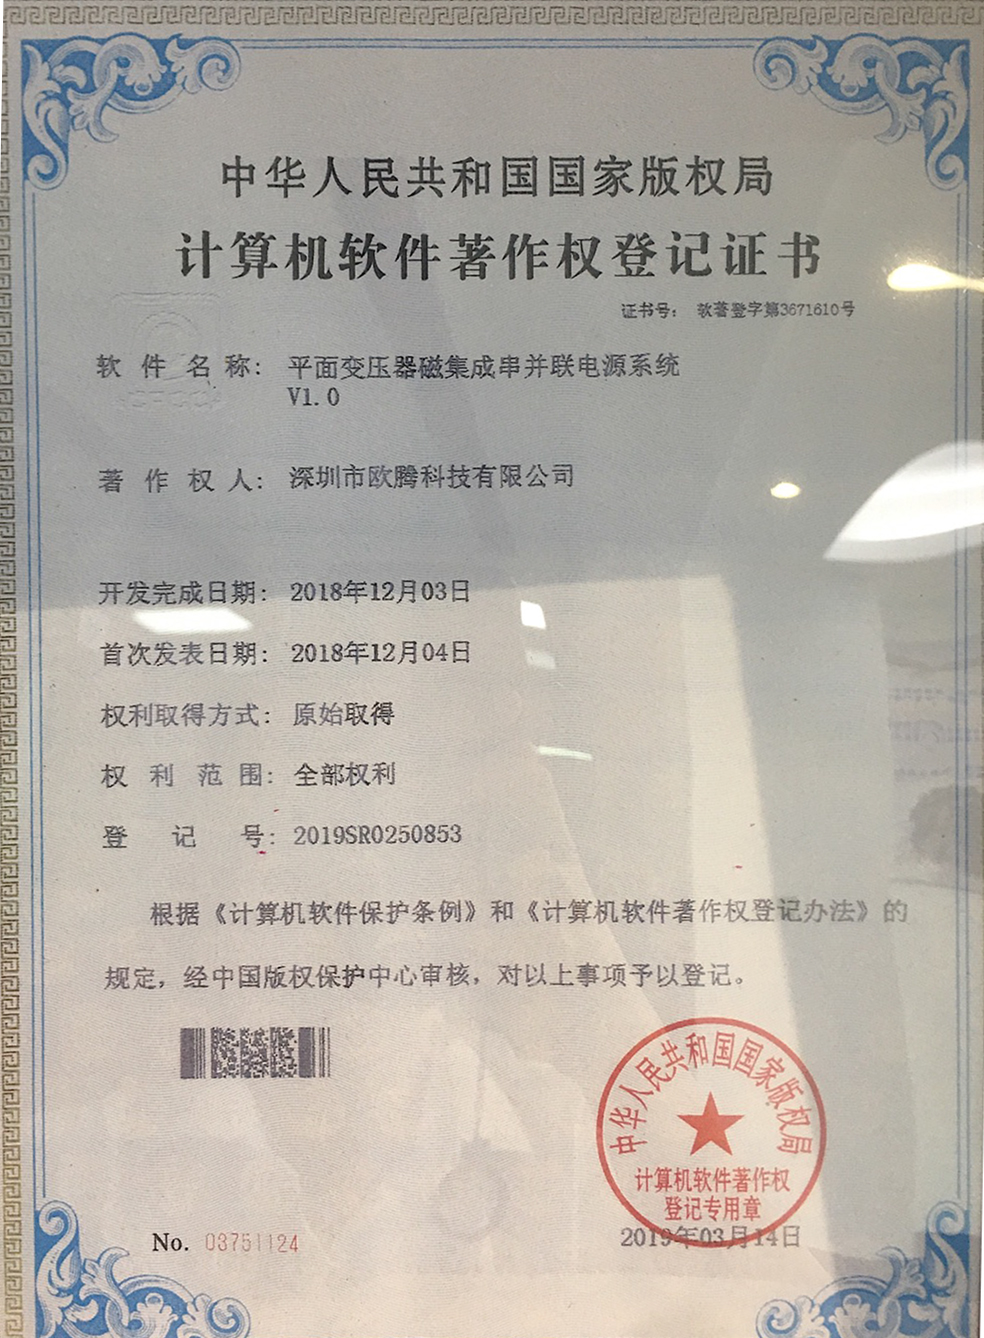 中华人民共和国国家版权局
计算机软件著作权登记证书
证书号： 软著登字第3671610号
软件名称： 平面变压器磁集成串并联电源系统
V1.0
著作权人： 深圳市欧腾科技有限公司
开发完成日期： 2018年12月03日
首次发表日期： 2018年12月04日
权利取得方式： 原始取得
权利范围： 全部权利
登记号： 2019SR0250853
根据《计算机软件保护条例》和《计算机软件著作权登记办法》的
规定，经中国版权保护中心审核，对以上事项予以登记。
中华人民共和国国家版权局
计算机软件著作权
登记专用章
No. 03751124
2019年03月14日